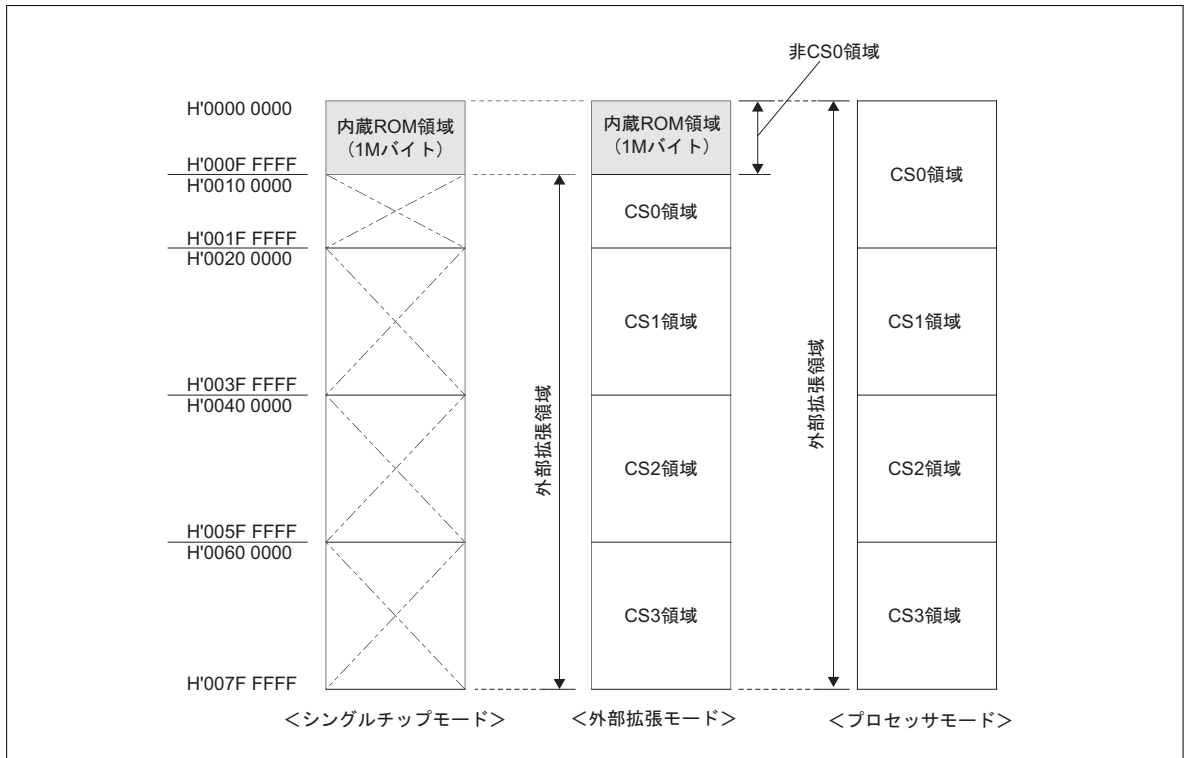 非CS0領域
H'0000 0000
内蔵ROM領域
（1Mバイト）
内蔵ROM領域
（1Mバイト）
H'000F FFFF
H'0010 0000
CS0領域
CS0領域
H'001F FFFF
H'0020 0000
CS1領域
CS1領域
H'003F FFFF
H'0040 0000
外部拡張領域
外部拡張領域
CS2領域
CS2領域
H'005F FFFF
H'0060 0000
CS3領域
CS3領域
H'007F FFFF
＜シングルチップモード＞
＜外部拡張モード＞
＜プロセッサモード＞